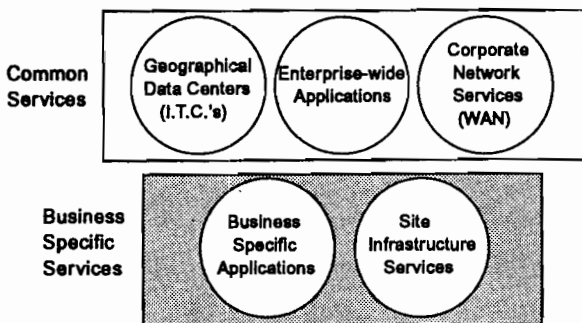 Common
Services
Geographical
Data Centers
(I.T.C.'s)
Enterprise-wide
Applications
Corporate
Network
Services
(WAN)
Business
Specific
Services
Business
Specific
Applications
Site
Infrastructure
Services